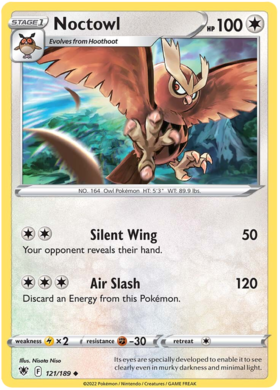 STAGE 1
Noctowl
HP 100
Evolves from Hoothoot
NO. 164 Owl Pokémon HT: 5'3" WT: 89.9 lbs.
Silent Wing 50
Your opponent reveals their hand.
Air Slash 120
Discard an Energy from this Pokémon.
weakness ×2 resistance -30 retreat
Illus. Nisota Niso
F 121/189
Its eyes are specially developed to enable it to see
clearly even in murky darkness and minimal light.
©2022 Pokémon / Nintendo / Creatures / GAME FREAK